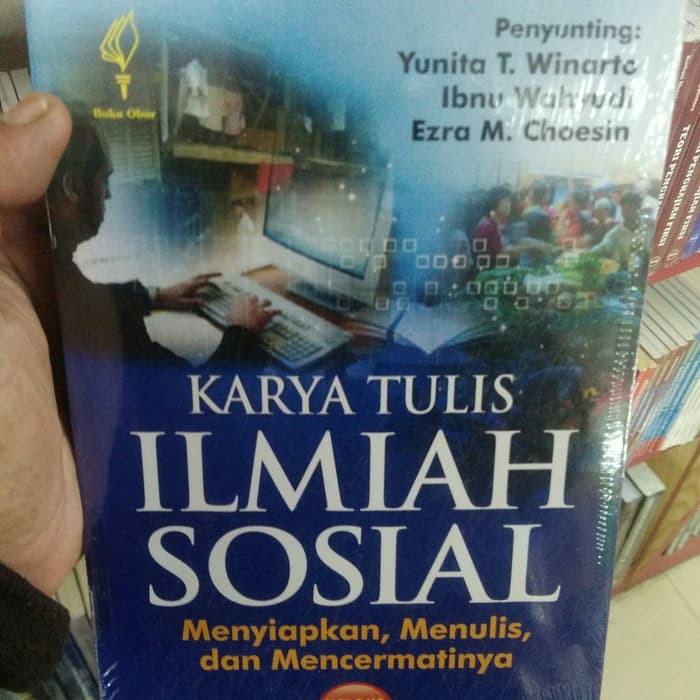 Penyunting:
Yunita T. Winarto
Ibnu Wahyudi
Ezra M. Choesin
Buku Obor
KARYA TULIS
ILMIAH
SOSIAL
Menyiapkan, Menulis,
dan Mencermatinya